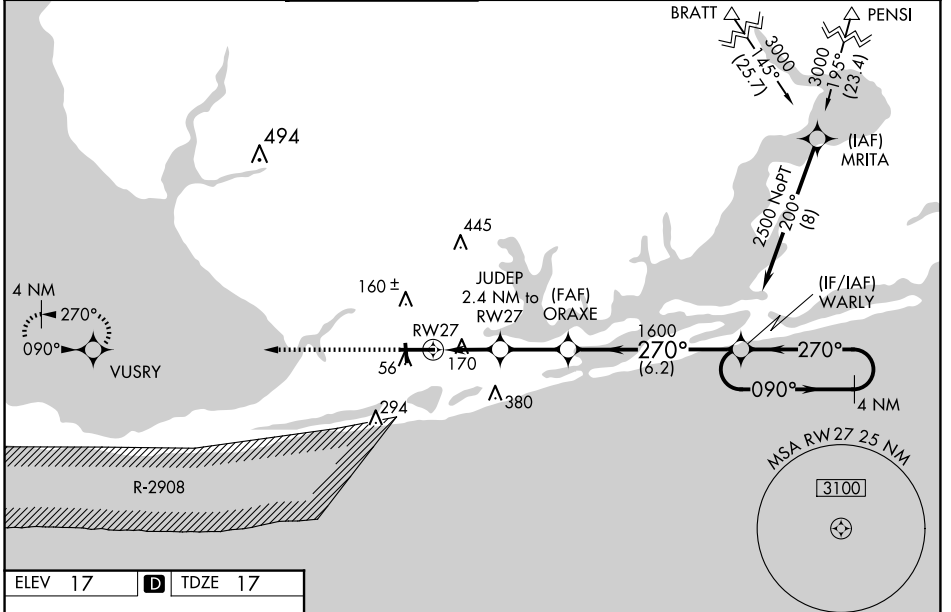 BRATT
PENSI
3000
145°
(25.7)
3000
195°
(23.4)
494
(IAF)
MRITA
2500 NoPT
200°
(8)
445
JUDEP
2.4 NM to
RW27
(FAF)
ORAXE
(IF/IAF)
WARLY
160 ±
4 NM
270°
090°
VUSRY
RW27
56
170
1600
270°
(6.2)
270°
090°
4 NM
380
294
R-2908
MSA RW27 25 NM
3100
ELEV 17 D TDZE 17